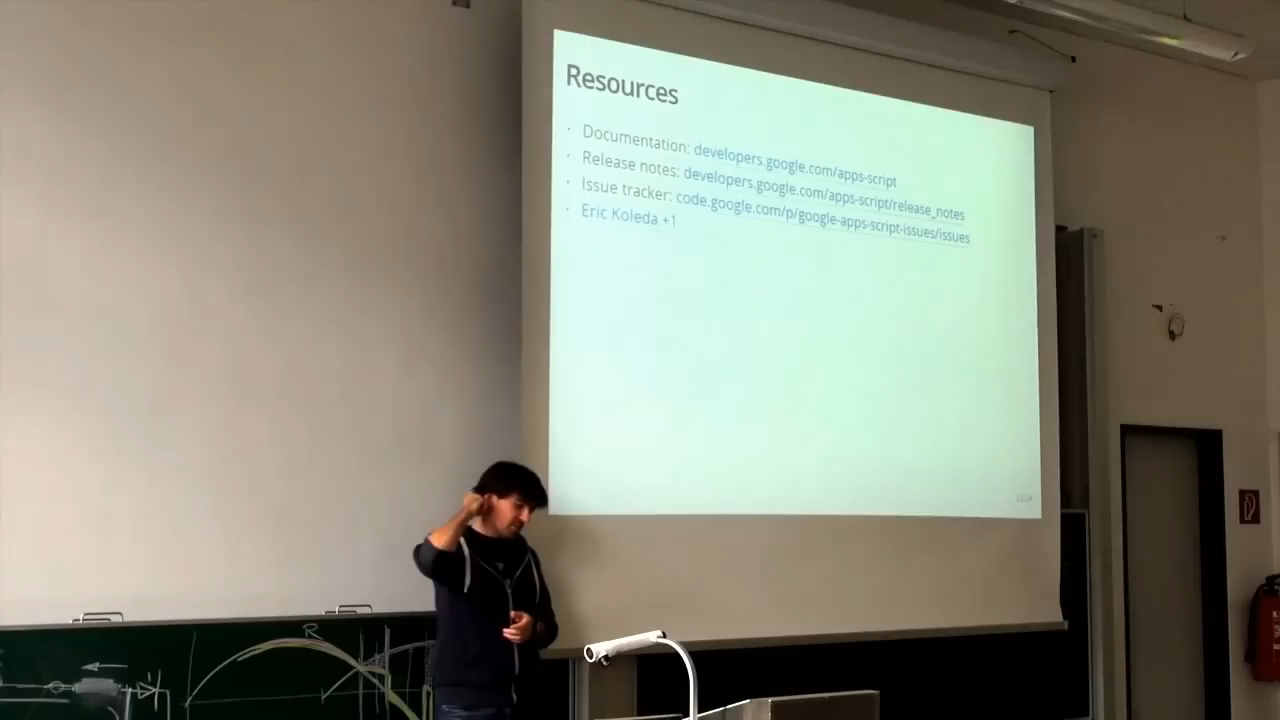 Resources
· Documentation: developers.google.com/apps-script
· Release notes: developers.google.com/apps-script/release_notes
· Issue tracker: code.google.com/p/google-apps-script-issues/issues
· Eric Koleda +1
R